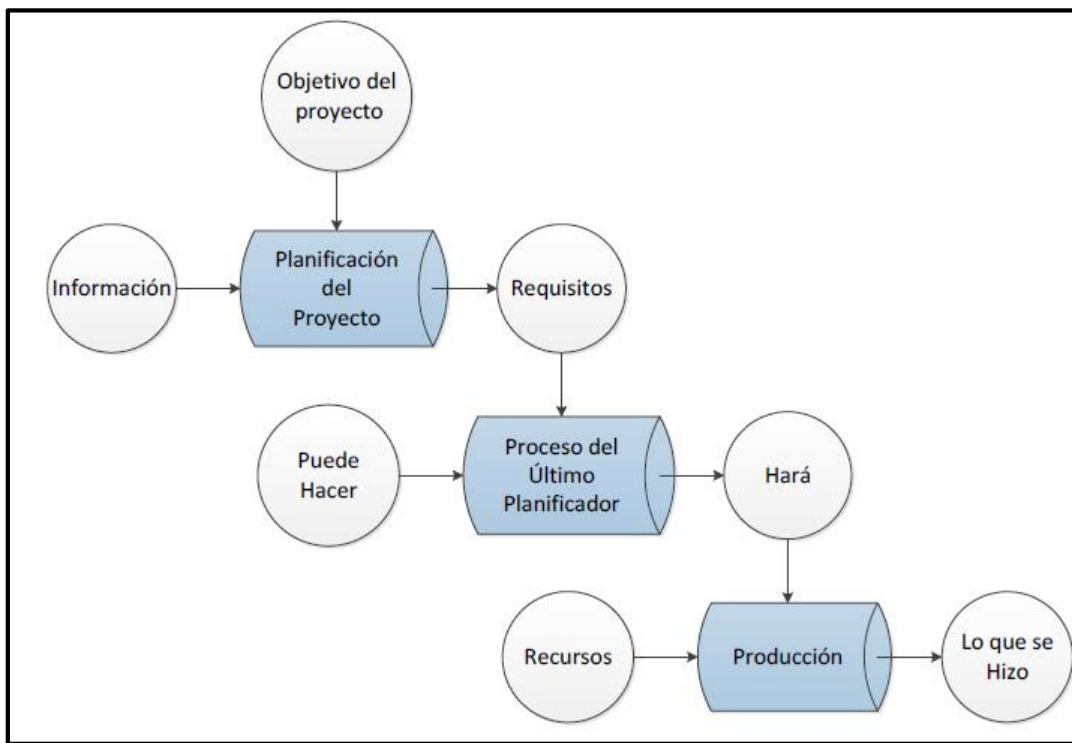 Objetivo del
proyecto
Información
Planificación
del
Proyecto
Requisitos
Puede
Hacer
Proceso del
Último
Planificador
Hará
Recursos
Producción
Lo que se
Hizo